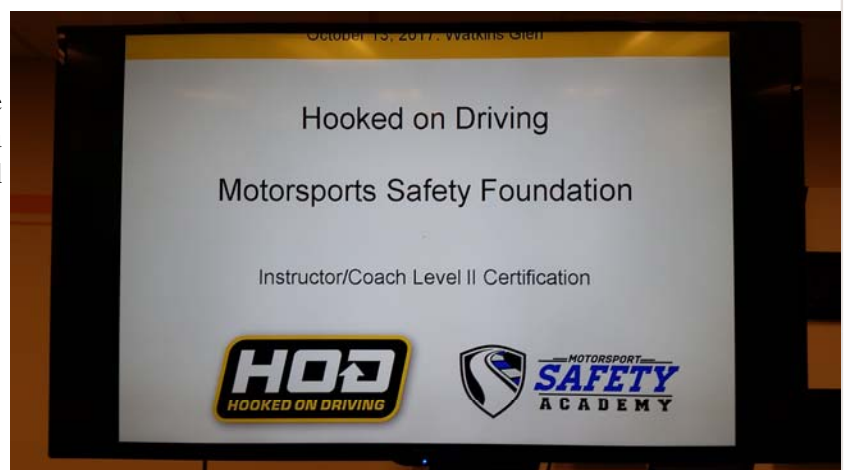 October 13, 2017: Watkins Glen
Hooked on Driving
Motorsports Safety Foundation
Instructor/Coach Level II Certification
HOD
HOOKED ON DRIVING
MOTORSPORT
SAFETY
ACADEMY